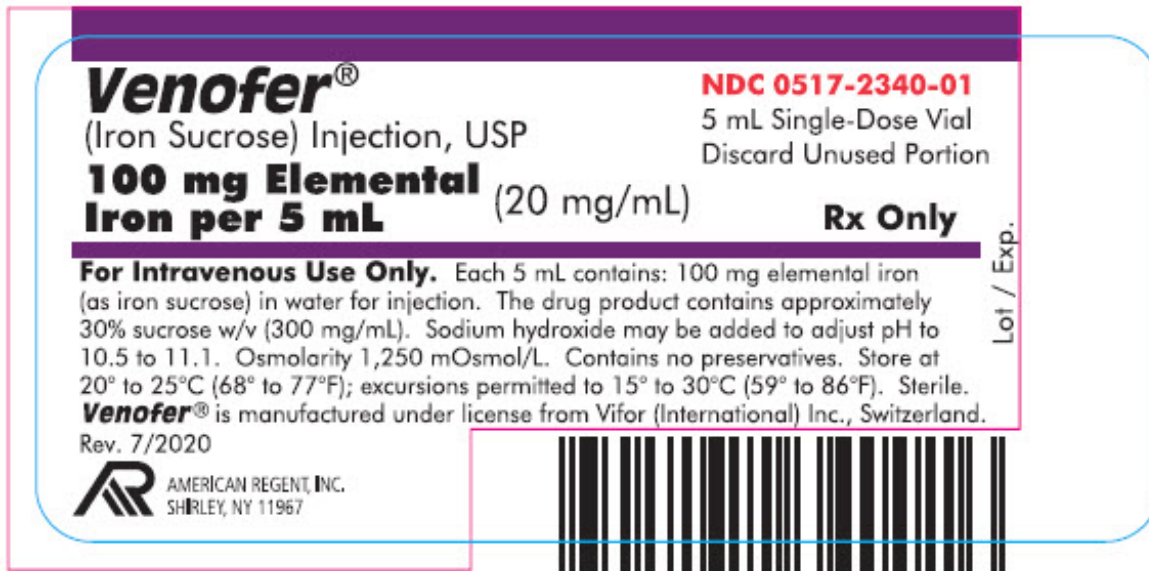 Venofer®
(Iron Sucrose) Injection, USP
100 mg Elemental
Iron per 5 mL
(20 mg/mL)
NDC 0517-2340-01
5 mL Single-Dose Vial
Discard Unused Portion
Rx Only
For Intravenous Use Only. Each 5 mL contains: 100 mg elemental iron
(as iron sucrose) in water for injection. The drug product contains approximately
30% sucrose w/v (300 mg/mL). Sodium hydroxide may be added to adjust pH to
10.5 to 11.1. Osmolarity 1,250 mOsmol/L. Contains no preservatives. Store at
20° to 25°C (68° to 77°F); excursions permitted to 15° to 30°C (59° to 86°F). Sterile.
Venofer® is manufactured under license from Vifor (International) Inc., Switzerland.
Rev. 7/2020
Lot / Exp.
AR
AMERICAN REGENT, INC.
SHIRLEY, NY 11967